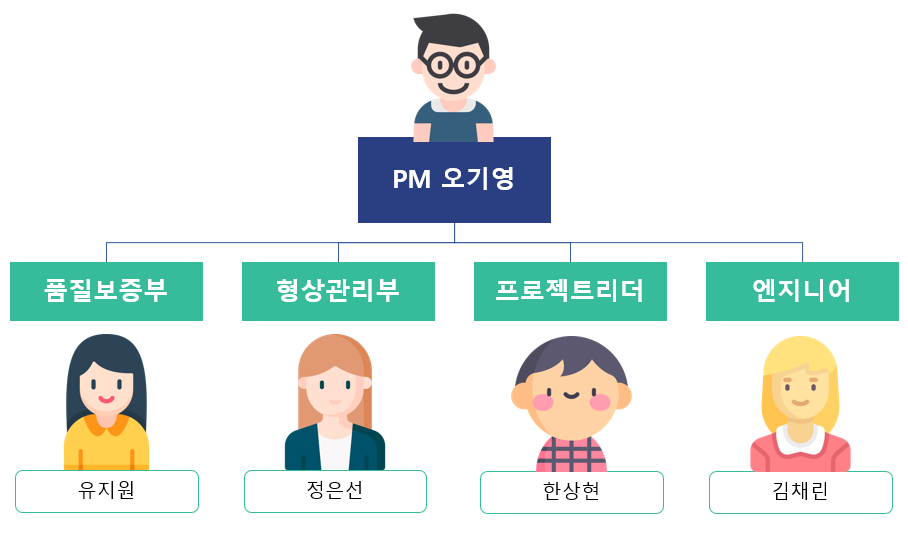 PM 오기영
품질보증부
형상관리부
프로젝트리더
엔지니어
유지원
정은선
한상현
김채린